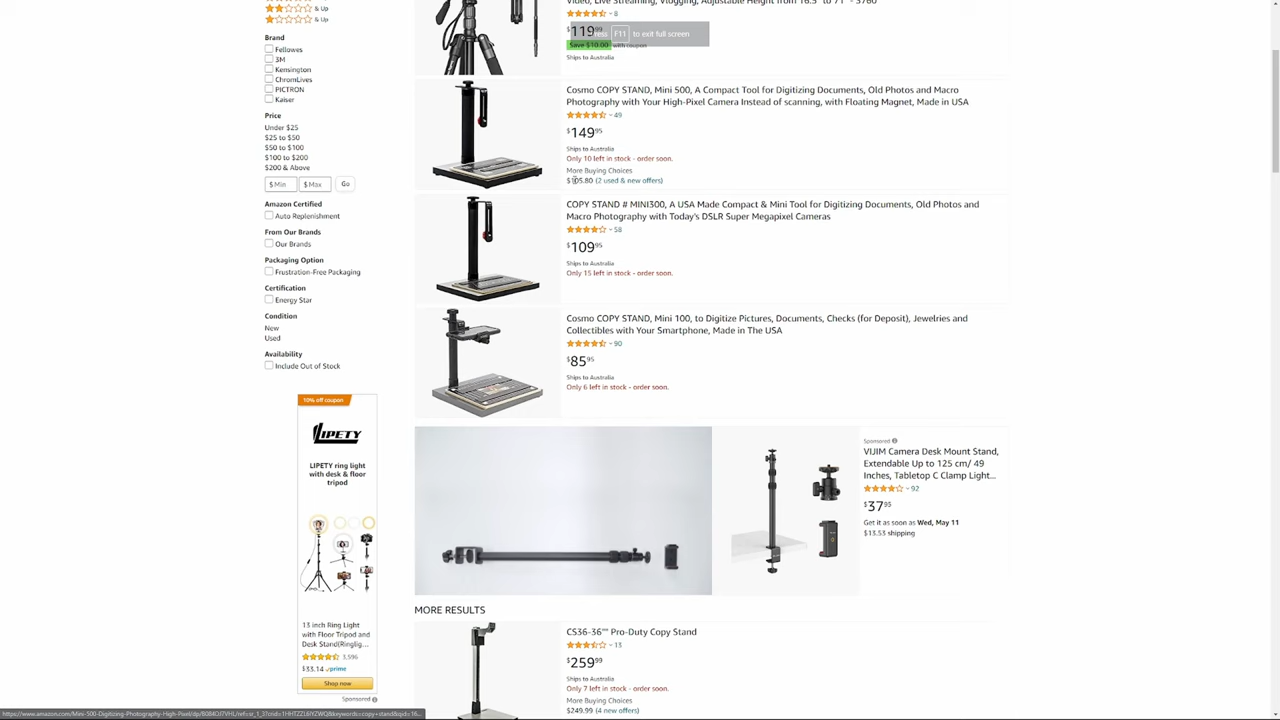 & Up
& Up
Brand
Fellowes
3M
Kensington
ChromLives
PICTRON
Kaiser
Price
Under $25
$25 to $50
$50 to $100
$100 to $200
$200 & Above
$ Min
$ Max
Go
Amazon Certified
Auto Replenishment
From Our Brands
Our Brands
Packaging Option
Frustration-Free Packaging
Certification
Energy Star
Condition
New
Used
Availability
Include Out of Stock
10% off coupon
LIPETY
LIPETY ring light
with desk & floor
tripod
13 inch Ring Light
with Floor Tripod and
Desk Stand(Ringlig...
3,596
$33.14 prime
Shop now
Sponsored
Video, Live Streaming, Vlogging, Adjustable Height from 16.5" to 71" - 3760
8
$119
Press F11 to exit full screen
Save $10.00 with coupon
Ships to Australia
Cosmo COPY STAND, Mini 500, A Compact Tool for Digitizing Documents, Old Photos and Macro
Photography with Your High-Pixel Camera Instead of scanning, with Floating Magnet, Made in USA
49
$149.95
Ships to Australia
Only 10 left in stock - order soon.
More Buying Choices
$105.80 (2 used & new offers)
COPY STAND # MINI300, A USA Made Compact & Mini Tool for Digitizing Documents, Old Photos and
Macro Photography with Today's DSLR Super Megapixel Cameras
58
$109.95
Ships to Australia
Only 15 left in stock - order soon.
Cosmo COPY STAND, Mini 100, to Digitize Pictures, Documents, Checks (for Deposit), Jewelries and
Collectibles with Your Smartphone, Made in The USA
90
$85.95
Ships to Australia
Only 6 left in stock - order soon.
Sponsored
VIJIM Camera Desk Mount Stand,
Extendable Up to 125 cm/ 49
Inches, Tabletop C Clamp Light...
92
$37.95
Get it as soon as Wed, May 11
$13.53 shipping
MORE RESULTS
CS36-36"" Pro-Duty Copy Stand
13
$259.99
Ships to Australia
Only 7 left in stock - order soon.
More Buying Choices
$249.99 (4 new offers)